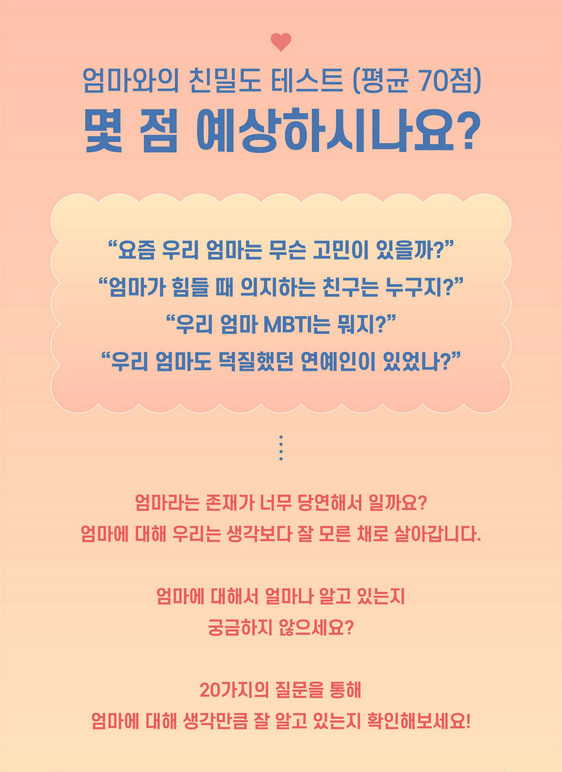 엄마와의 친밀도 테스트 (평균 70점)
몇 점 예상하시나요?
“요즘 우리 엄마는 무슨 고민이 있을까?”
“엄마가 힘들 때 의지하는 친구는 누구지?”
“우리 엄마 MBTI는 뭐지?”
“우리 엄마도 덕질했던 연예인이 있었나?”
엄마라는 존재가 너무 당연해서 일까요?
엄마에 대해 우리는 생각보다 잘 모른 채로 살아갑니다.
엄마에 대해서 얼마나 알고 있는지
궁금하지 않으세요?
20가지의 질문을 통해
엄마에 대해 생각만큼 잘 알고 있는지 확인해보세요!